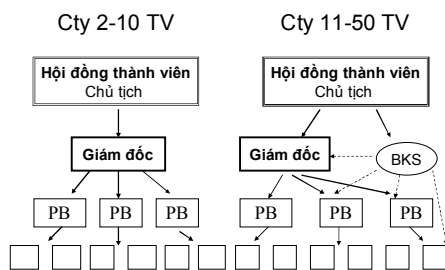 Cty 2-10 TV
Cty 11-50 TV
Hội đồng thành viên
Chủ tịch
Hội đồng thành viên
Chủ tịch
Giám đốc
Giám đốc
BKS
PB
PB
PB
PB
PB
PB